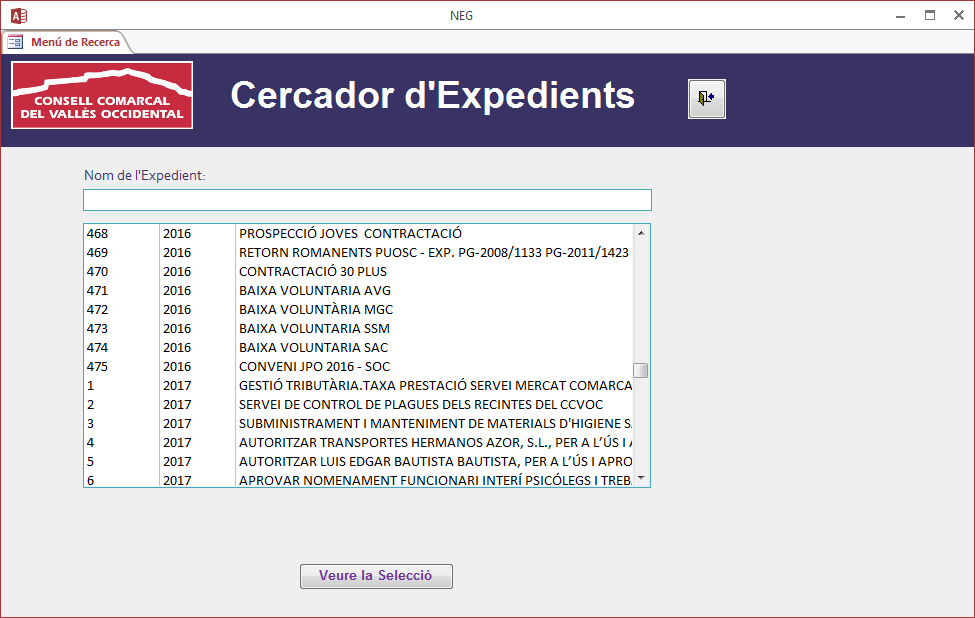 NEG
Menú de Recerca
CONSELL COMARCAL
DEL VALLÈS OCCIDENTAL
Cercador d'Expedients
Nom de l'Expedient:
468 2016 PROSPECCIÓ JOVES CONTRACTACIÓ
469 2016 RETORN ROMANENTS PUOSC - EXP. PG-2008/1133 PG-2011/1423
470 2016 CONTRACTACIÓ 30 PLUS
471 2016 BAIXA VOLUNTARIA AVG
472 2016 BAIXA VOLUNTÀRIA MGC
473 2016 BAIXA VOLUNTARIA SSM
474 2016 BAIXA VOLUNTARIA SAC
475 2016 CONVENI JPO 2016 - SOC
1 2017 GESTIÓ TRIBUTÀRIA.TAXA PRESTACIÓ SERVEI MERCAT COMARCA
2 2017 SERVEI DE CONTROL DE PLAGUES DELS RECINTES DEL CCVOC
3 2017 SUBMINISTRAMENT I MANTENIMENT DE MATERIALS D'HIGIENE S
4 2017 AUTORITZAR TRANSPORTES HERMANOS AZOR, S.L., PER A L’ÚS I
5 2017 AUTORITZAR LUIS EDGAR BAUTISTA BAUTISTA, PER A L’ÚS I APRO
6 2017 APROVAR NOMENAMENT FUNCIONARI INTERÍ PSICÓLEGS I TREB
Veure la Selecció